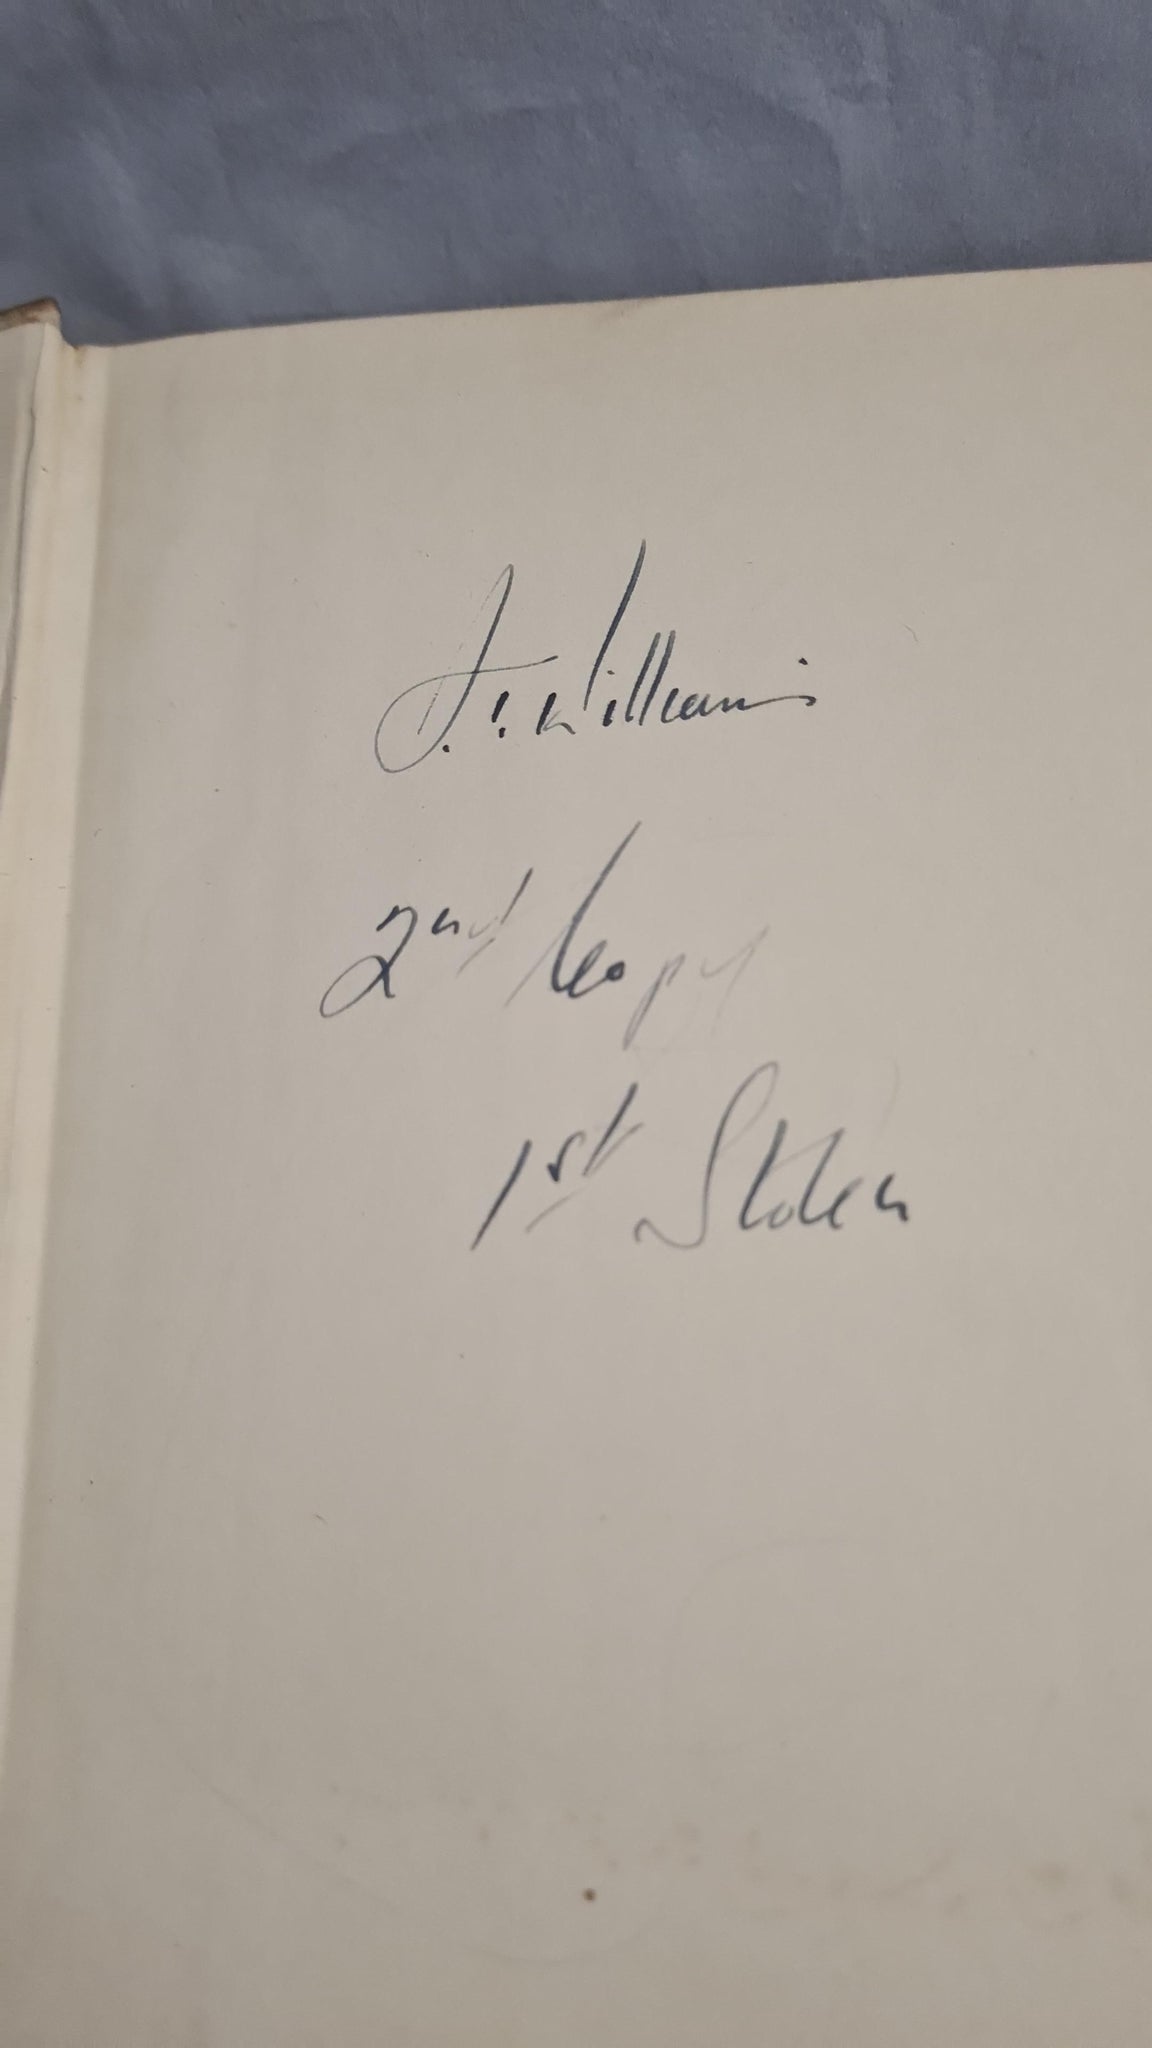 Williams
2nd Copy
1st Stolen